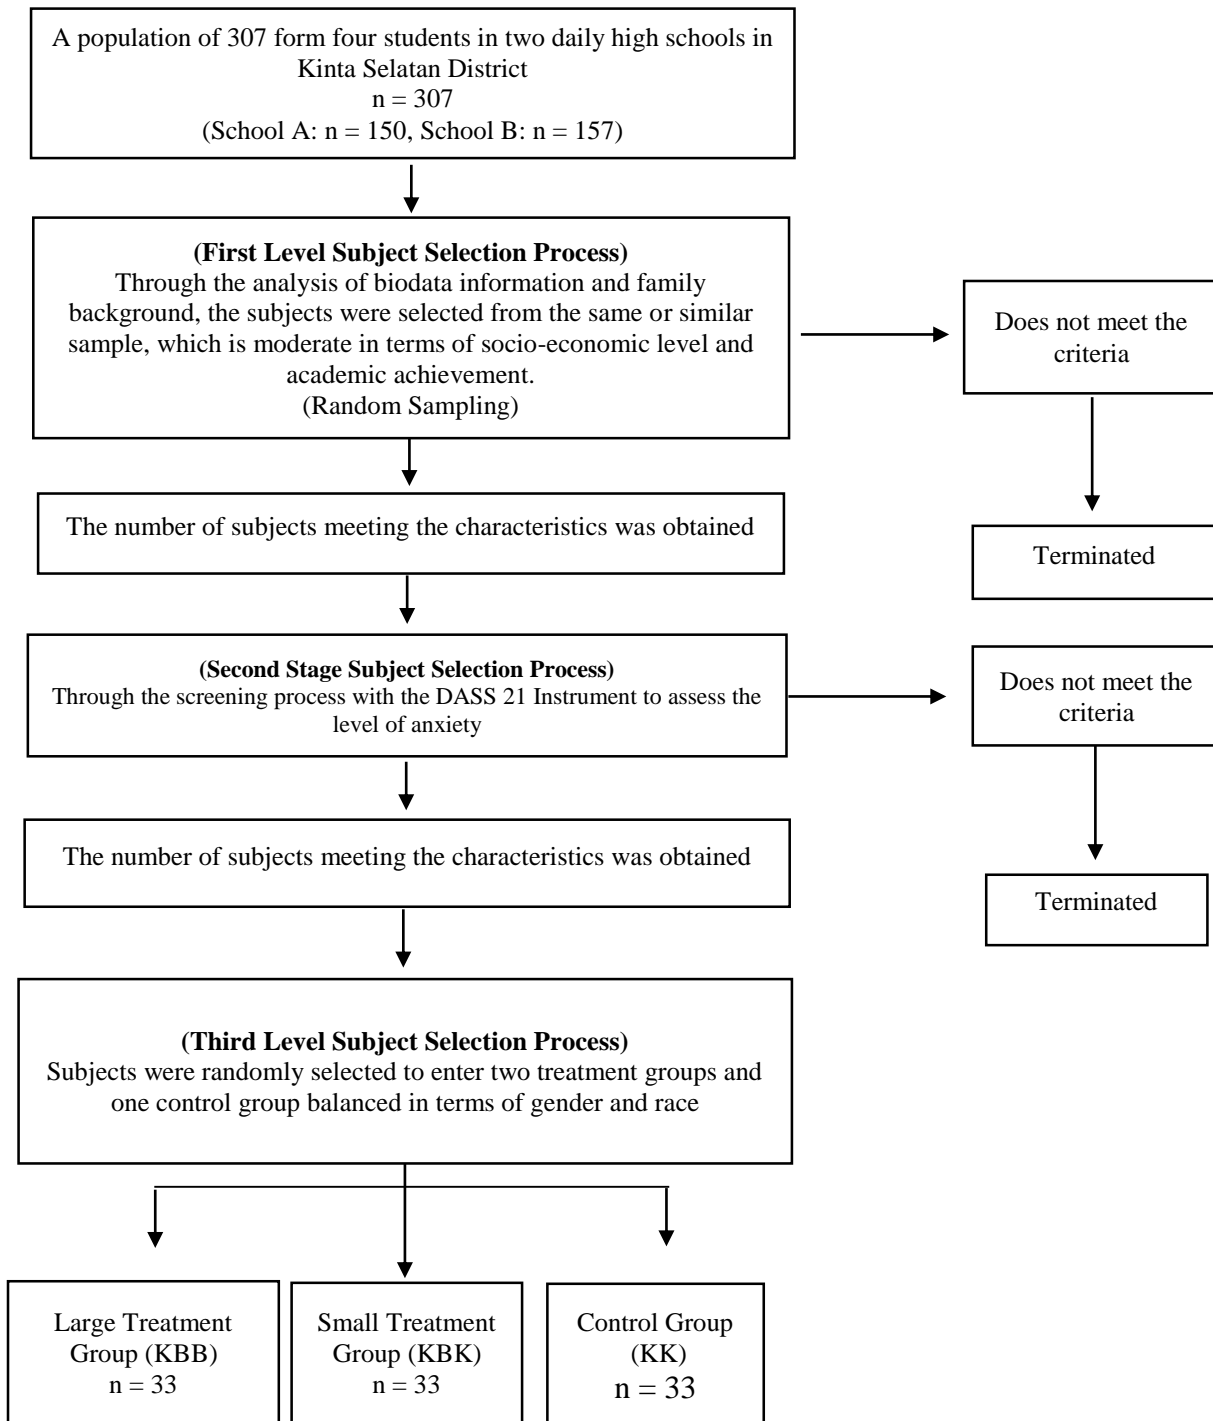 A population of 307 form four students in two daily high schools in
Kinta Selatan District
n = 307
(School A: n = 150, School B: n = 157)
(First Level Subject Selection Process)
Through the analysis of biodata information and family
background, the subjects were selected from the same or similar
sample, which is moderate in terms of socio-economic level and
academic achievement.
(Random Sampling)
Does not meet the
criteria
The number of subjects meeting the characteristics was obtained
Terminated
(Second Stage Subject Selection Process)
Through the screening process with the DASS 21 Instrument to assess the
level of anxiety
Does not meet the
criteria
The number of subjects meeting the characteristics was obtained
Terminated
(Third Level Subject Selection Process)
Subjects were randomly selected to enter two treatment groups and
one control group balanced in terms of gender and race
Large Treatment
Group (KBB)
n = 33
Small Treatment
Group (KBK)
n = 33
Control Group
(KK)
n = 33